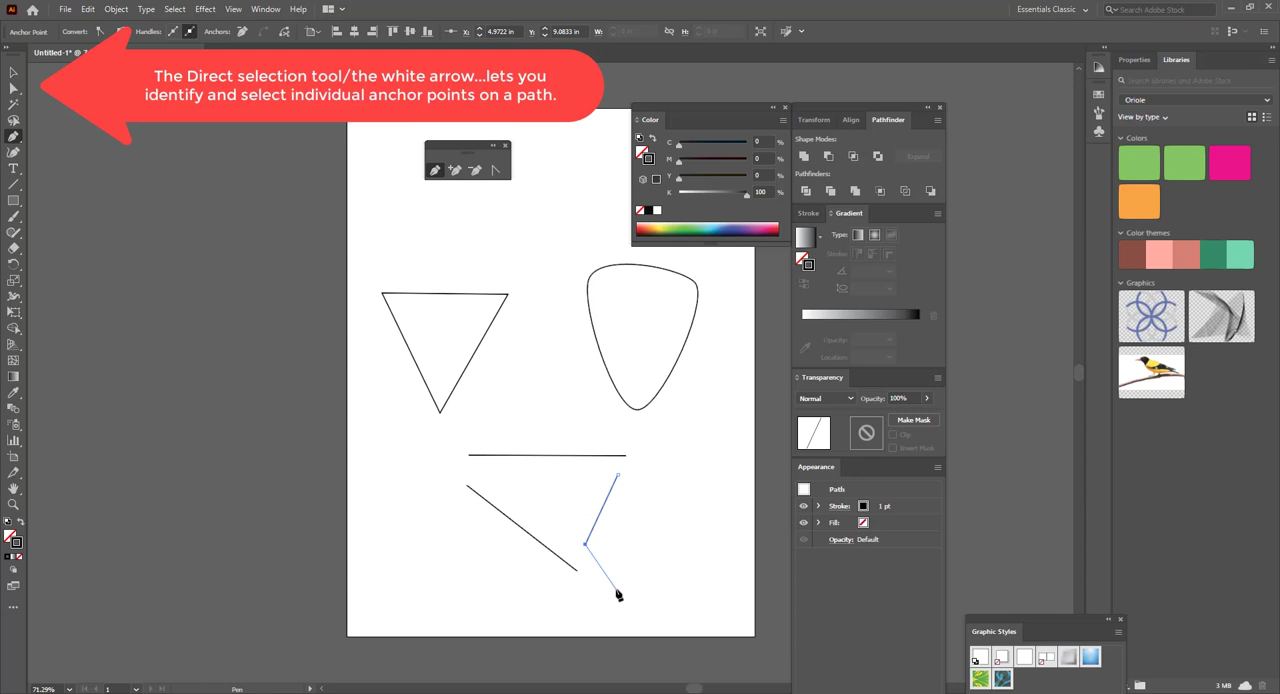 File Edit Object Type Select Effect View Window Help
Essentials Classic
Search Adobe Stock
Anchor Point Convert: Handles: Anchors: X: 4.9722 in Y: 9.0833 in W: H:
Untitled-1* @
The Direct selection tool/the white arrow...lets you
identify and select individual anchor points on a path.
Color
C 0 %
M 0 %
Y 0 %
K 100 %
Transform Align Pathfinder
Shape Modes:
Expand
Pathfinders:
Stroke Gradient
Type:
Stroke:
Opacity:
Location:
Transparency
Normal Opacity: 100%
Make Mask
Clip
Invert Mask
Appearance
Path
Stroke: 1 pt
Fill:
Opacity: Default
Properties Libraries
Search Adobe Stock
Oriole
View by type
Colors
Color themes
Graphics
Graphic Styles
71.29% 1 Pen
3 MB